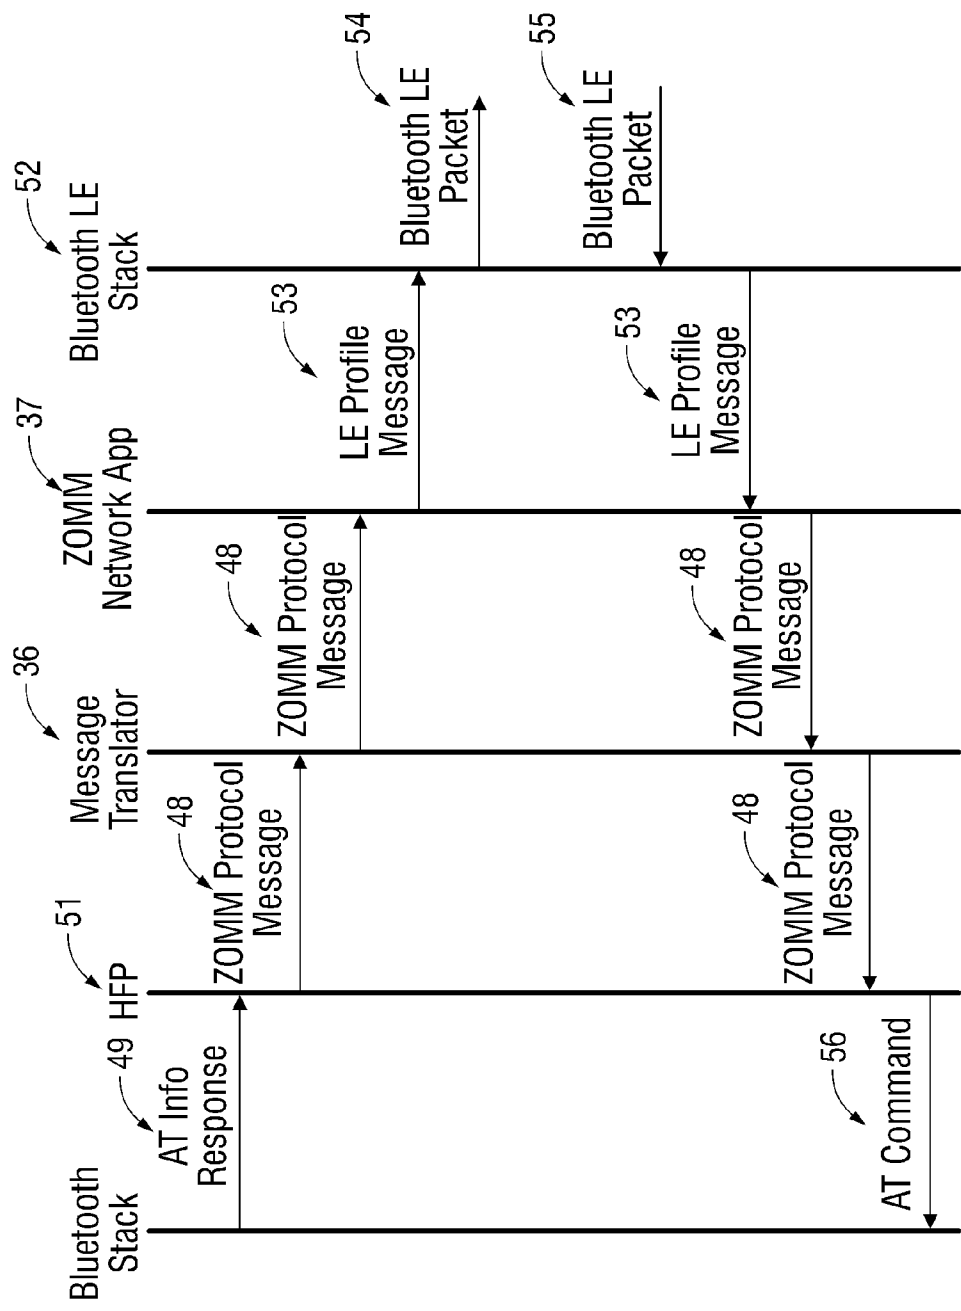 Bluetooth
Stack
49
HFP
51
Message
Translator
36
ZOMM
Network App
37
Bluetooth LE
Stack
52
AT Info
Response
ZOMM Protocol
Message
48
ZOMM Protocol
Message
48
LE Profile
Message
53
Bluetooth LE
Packet
54
Bluetooth LE
Packet
55
LE Profile
Message
53
ZOMM Protocol
Message
48
ZOMM Protocol
Message
48
AT Command
56